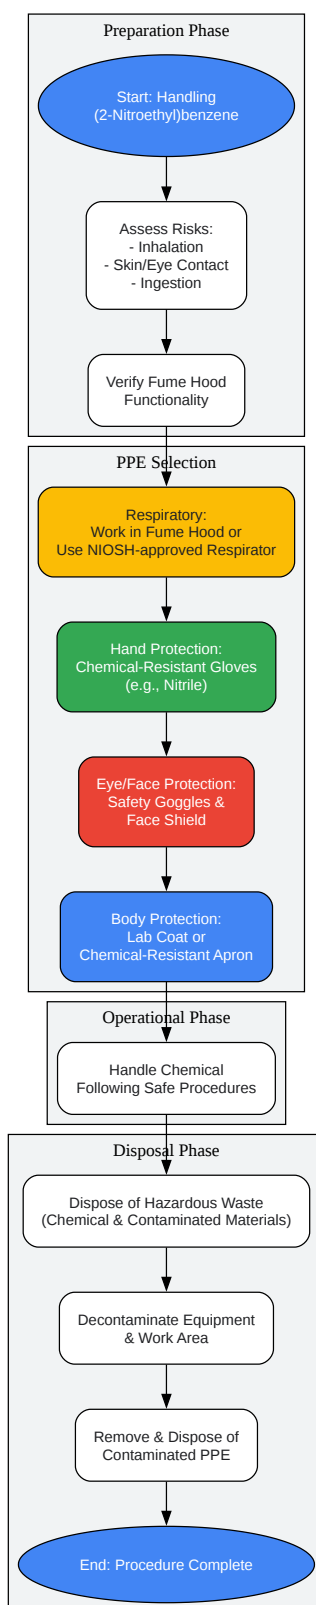 Preparation Phase
Start: Handling
(2-Nitroethyl)benzene
Assess Risks:
- Inhalation
- Skin/Eye Contact
- Ingestion
Verify Fume Hood
Functionality
PPE Selection
Respiratory:
Work in Fume Hood or
Use NIOSH-approved Respirator
Hand Protection:
Chemical-Resistant Gloves
(e.g., Nitrile)
Eye/Face Protection:
Safety Goggles &
Face Shield
Body Protection:
Lab Coat or
Chemical-Resistant Apron
Operational Phase
Handle Chemical
Following Safe Procedures
Disposal Phase
Dispose of Hazardous Waste
(Chemical & Contaminated Materials)
Decontaminate Equipment
& Work Area
Remove & Dispose of
Contaminated PPE
End: Procedure Complete